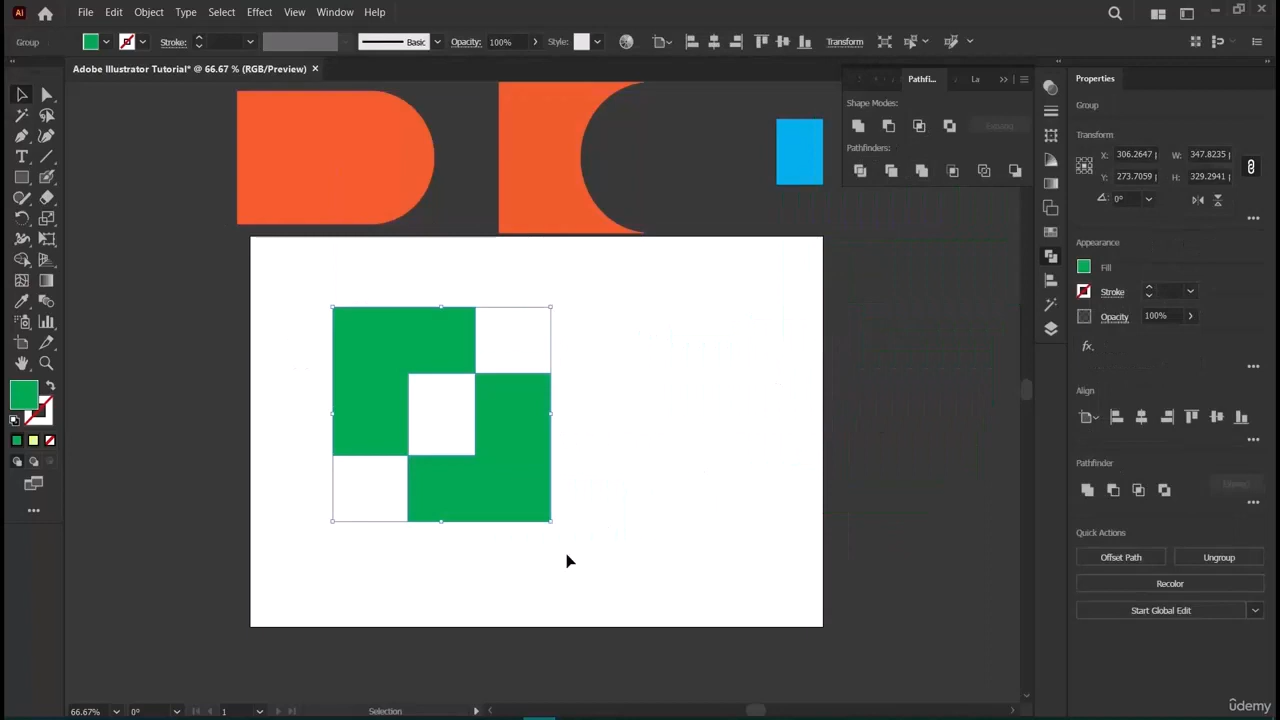 Ai
File Edit Object Type Select Effect View Window Help
Group Stroke: Basic Opacity: 100% Style: Transform
Adobe Illustrator Tutorial* @ 66.67 % (RGB/Preview) ×
Pathfi... La
Shape Modes:
Expand
Pathfinders:
Properties
Group
Transform
X: 306.2647 W: 347.8235
Y: 273.7059 H: 329.2941
0°
Appearance
Fill
Stroke
Opacity 100%
fx.
Align
Pathfinder
Expand
Quick Actions
Offset Path Ungroup
Recolor
Start Global Edit
66.67% 0° 1 Selection
ûdemy